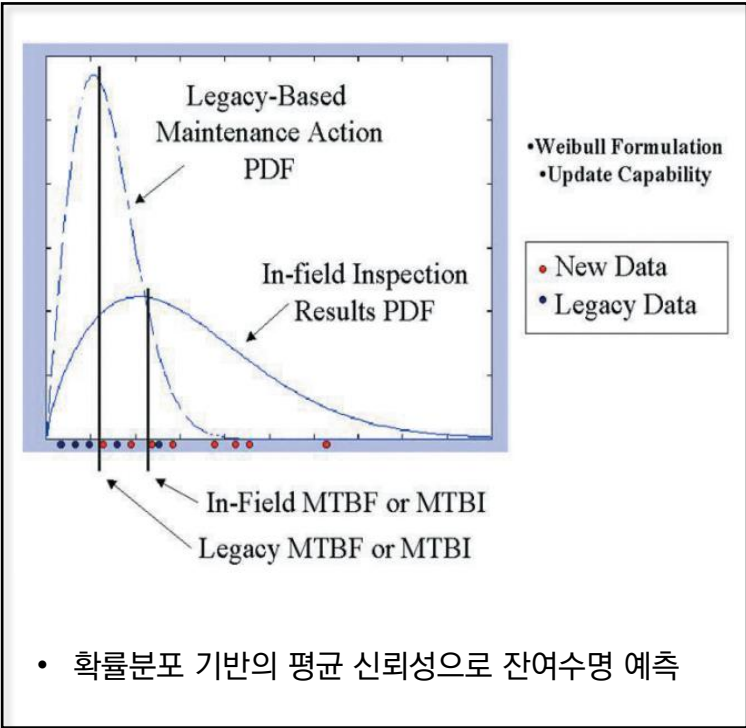 Legacy-Based
Maintenance Action
PDF
•Weibull Formulation
•Update Capability
In-field Inspection
Results PDF
• New Data
• Legacy Data
In-Field MTBF or MTBI
Legacy MTBF or MTBI
• 확률분포 기반의 평균 신뢰성으로 잔여수명 예측